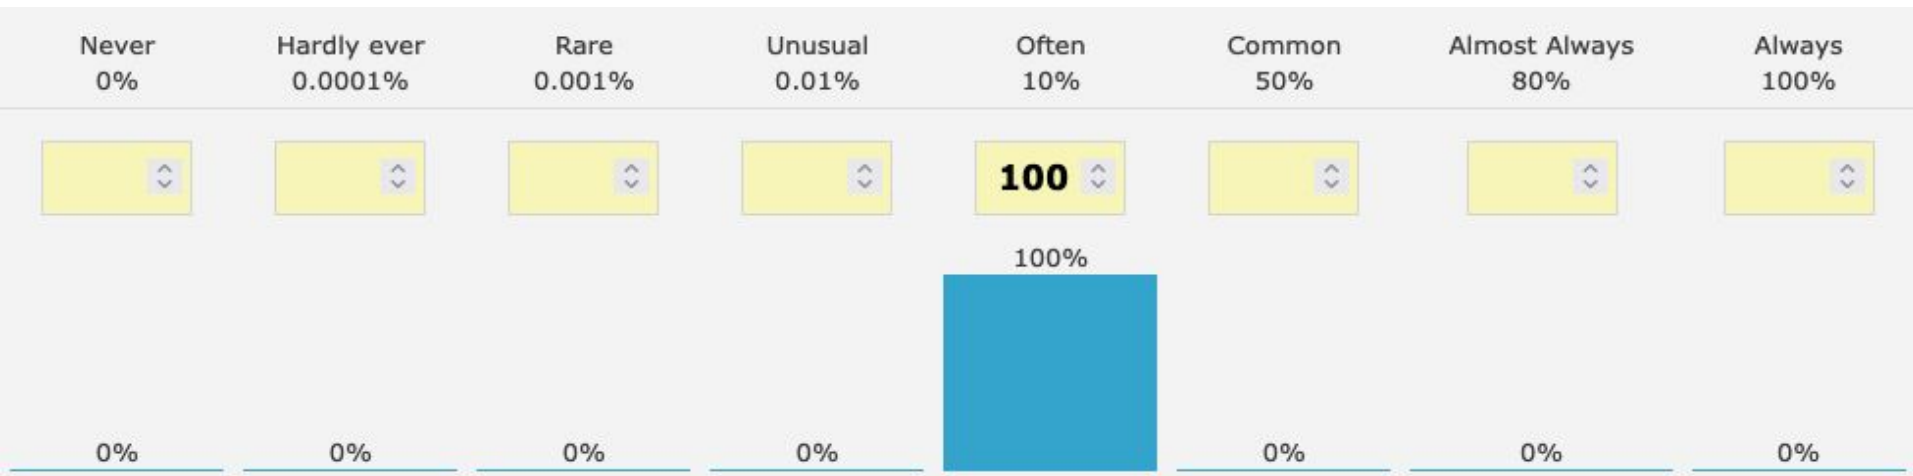 Never Hardly ever Rare Unusual Often Common Almost Always Always
0% 0.0001% 0.001% 0.01% 10% 50% 80% 100%
100
100%
0% 0% 0% 0% 0% 0% 0%